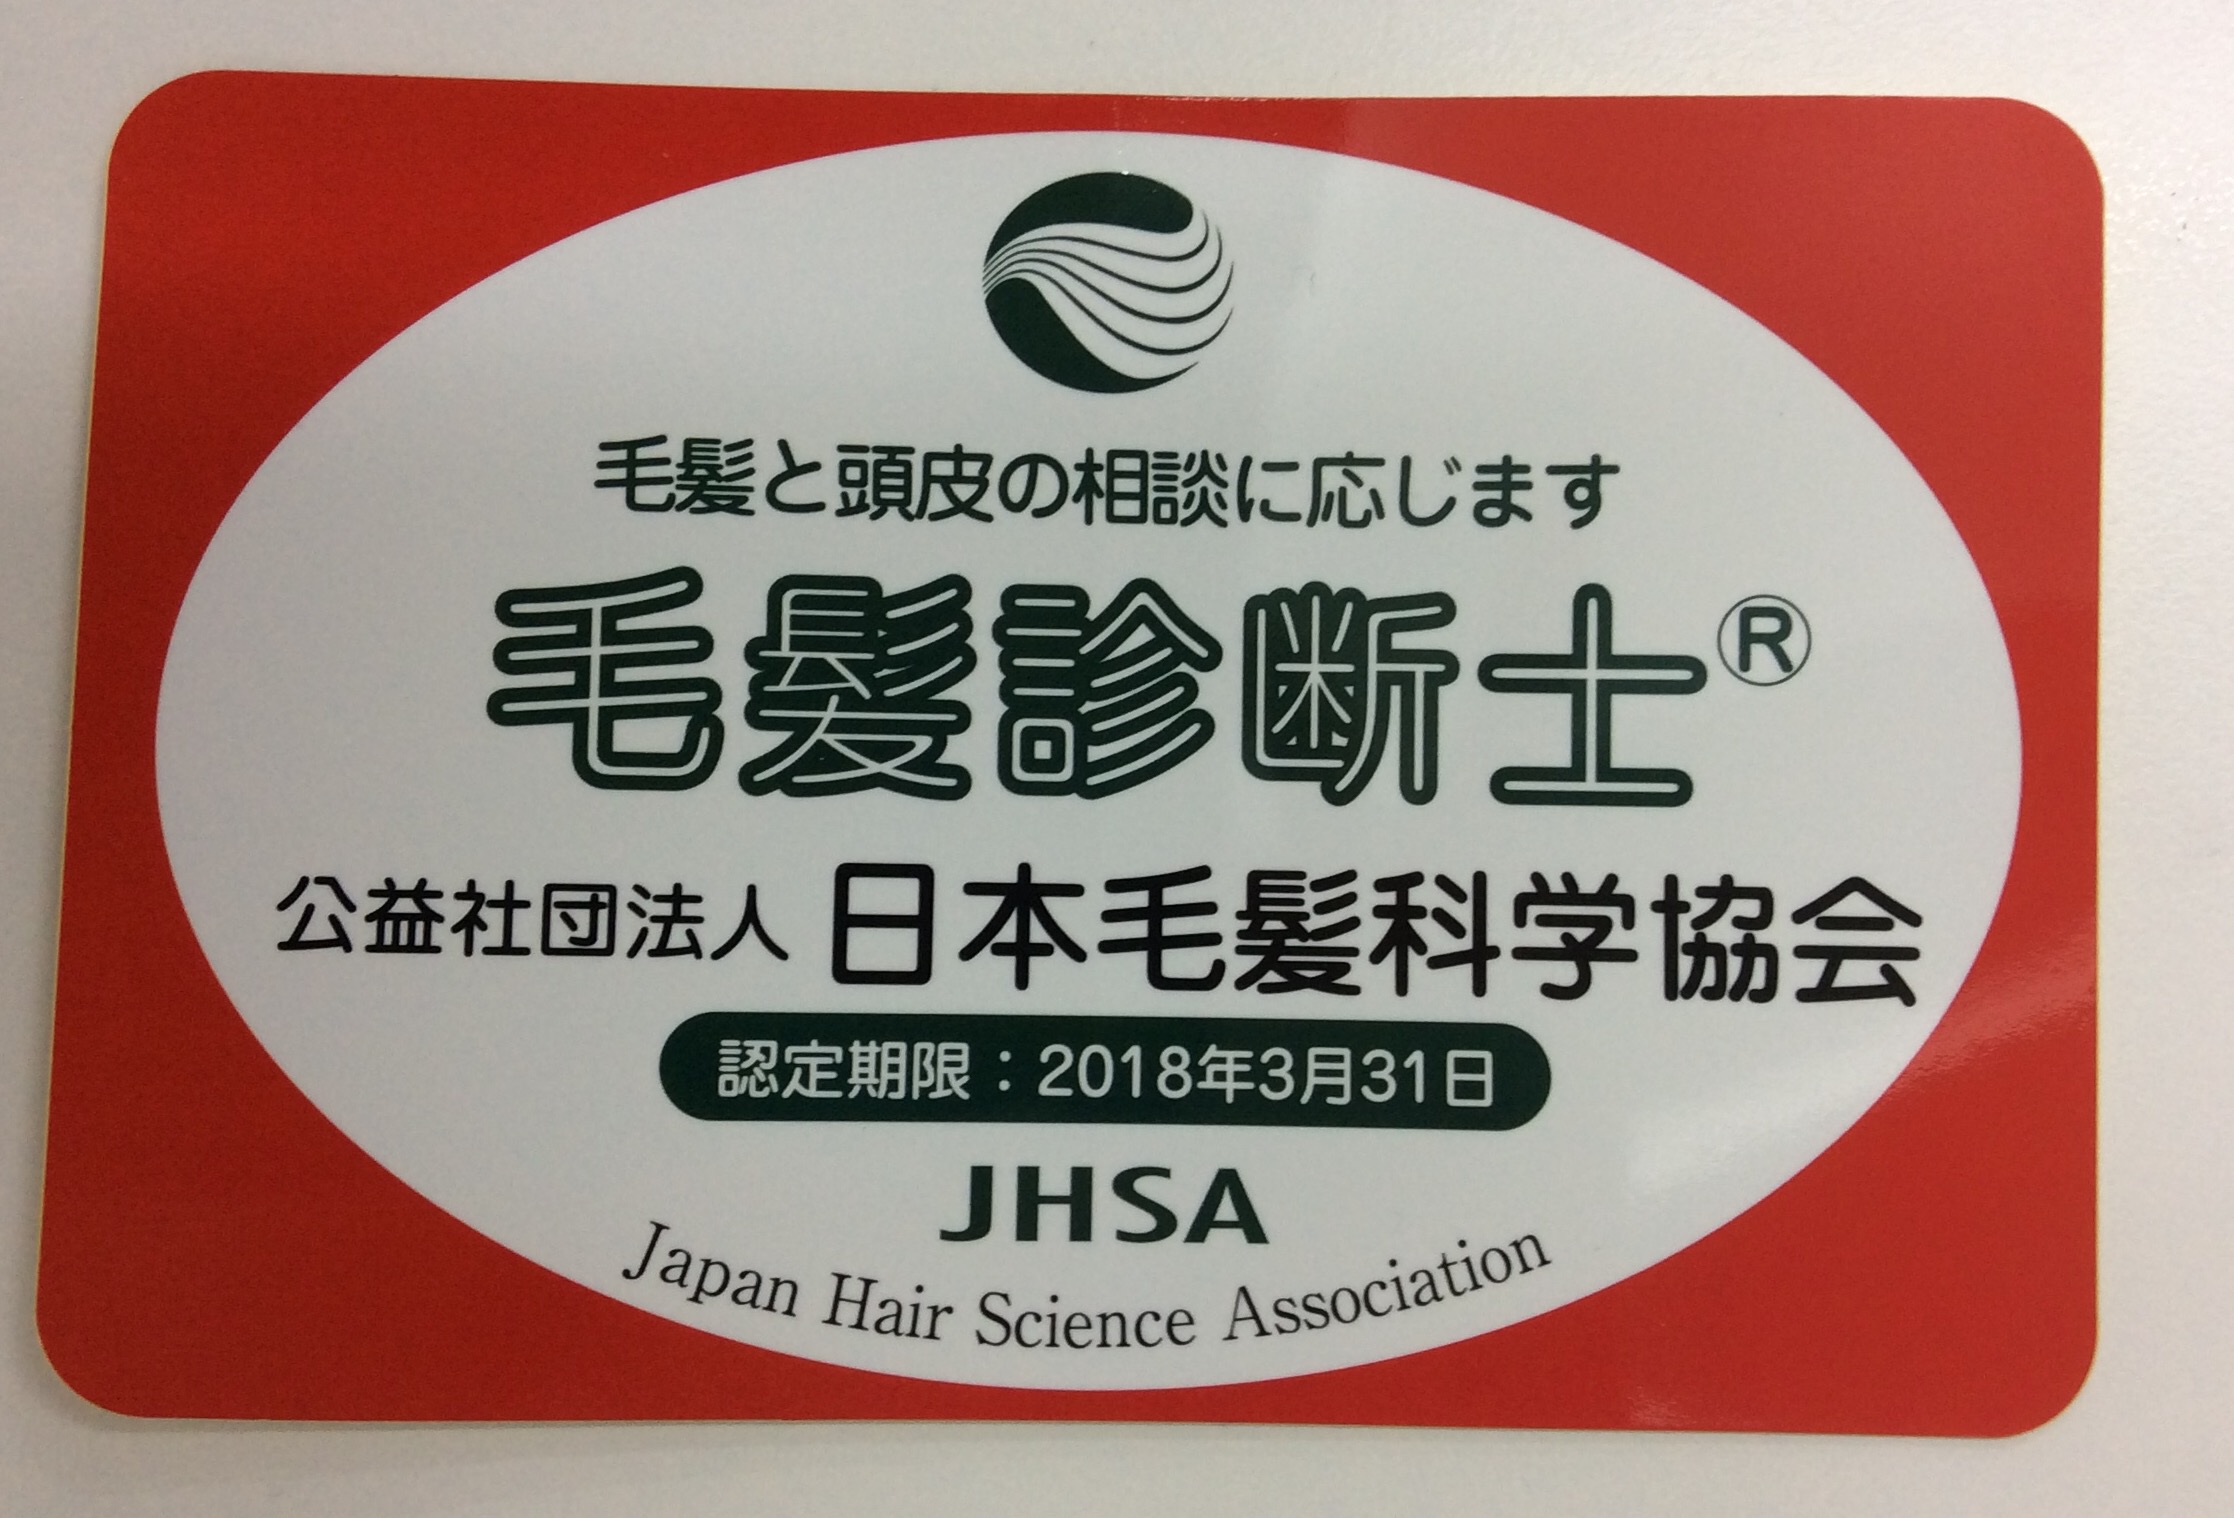 毛髪と頭皮の相談に応じます
毛髪診断士®
公益社団法人 日本毛髪科学協会
認定期限：2018年3月31日
JHSA
Japan Hair Science Association